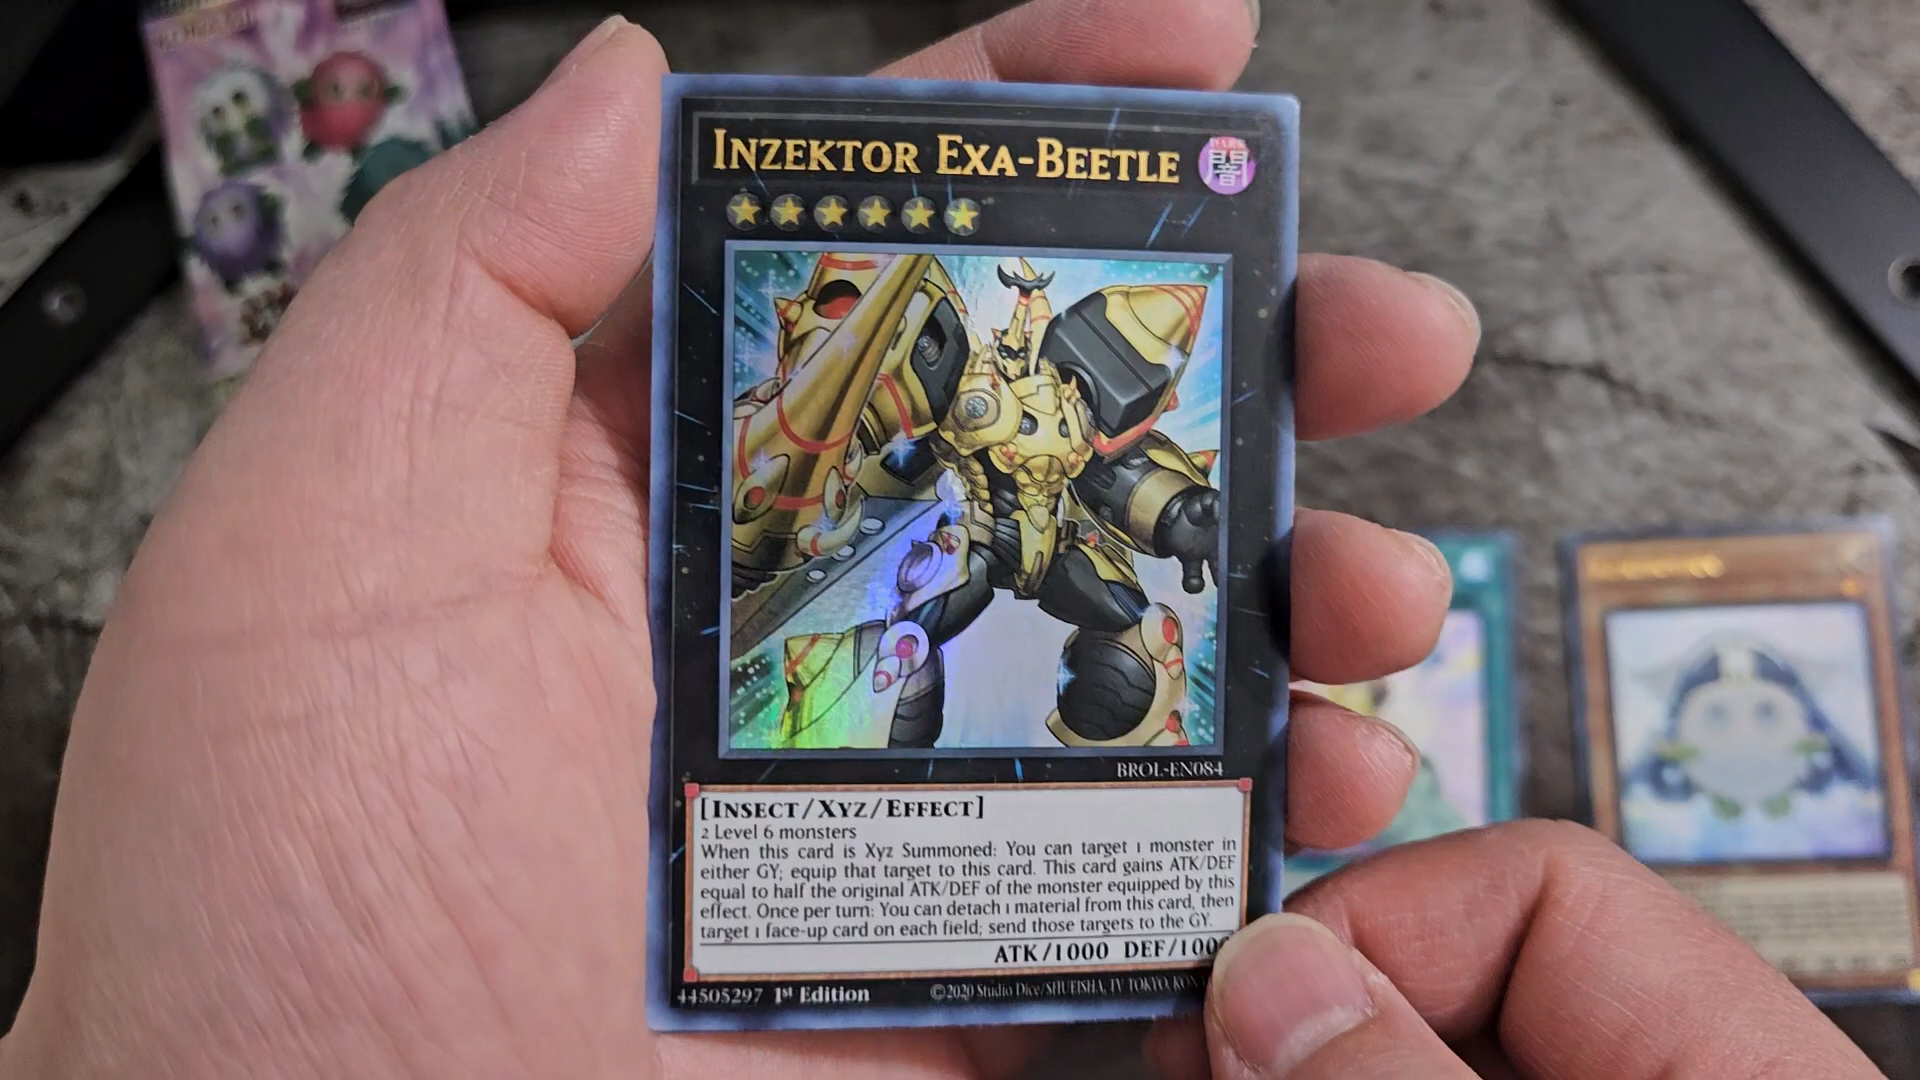 INZEKTOR EXA-BEETLE
DARK
闇
BROL-EN084
[INSECT/XYZ/EFFECT]
2 Level 6 monsters
When this card is Xyz Summoned: You can target 1 monster in
either GY; equip that target to this card. This card gains ATK/DEF
equal to half the original ATK/DEF of the monster equipped by this
effect. Once per turn: You can detach 1 material from this card, then
target 1 face-up card on each field; send those targets to the GY.
ATK/1000 DEF/100
44505297 1st Edition ©2020 Studio Dice/SHUEISHA, TV TOKYO, KON